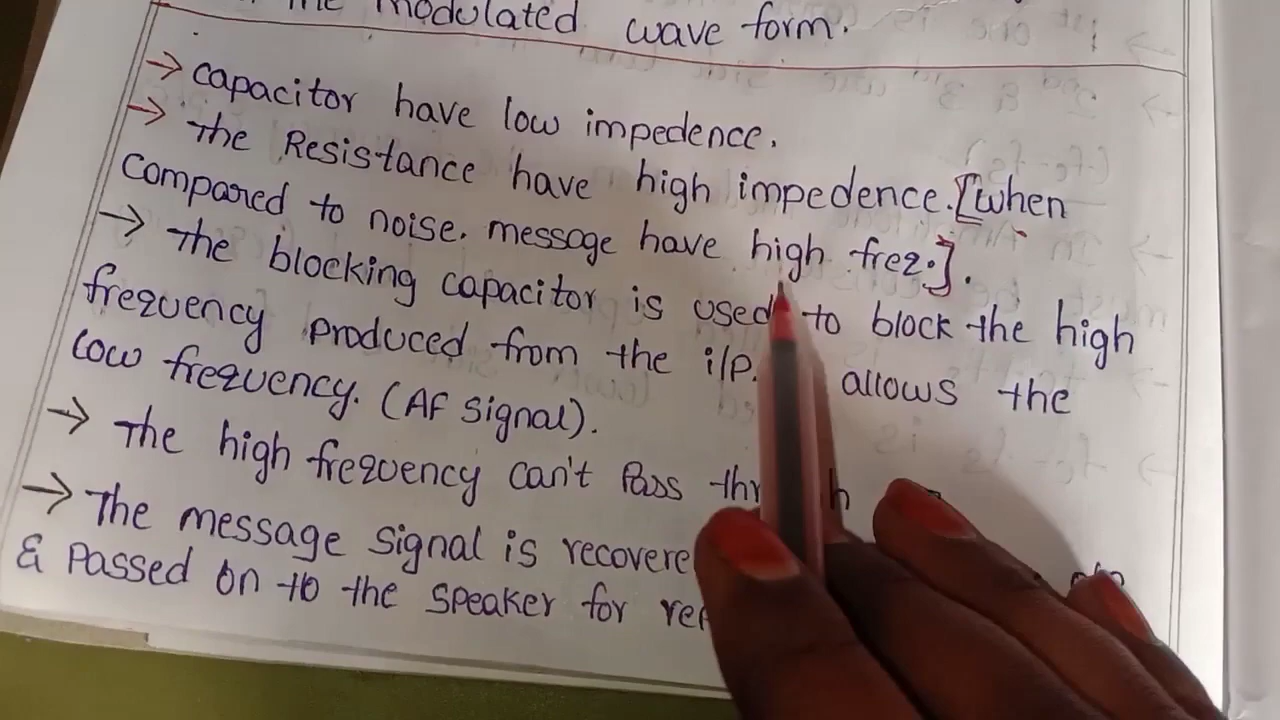 the modulated wave form.
→ capacitor have low impedence.
→ the Resistance have high impedence. [when
compared to noise. message have high freq.].
→ the blocking capacitor is used to block the high
frequency produced from the i/p. allows the
low frequency. (AF signal).
→ the high frequency can't pass
→ the message signal is
& passed on to the speaker for